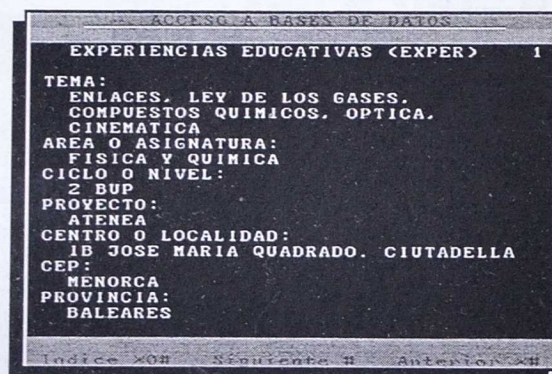 ACCESO A BASES DE DATOS
EXPERIENCIAS EDUCATIVAS <EXPER> 1
TEMA:
ENLACES. LEY DE LOS GASES.
COMPUESTOS QUIMICOS. OPTICA.
CINEMATICA
AREA O ASIGNATURA:
FISICA Y QUIMICA
CICLO O NIVEL:
2 BUP
PROYECTO:
ATENEA
CENTRO O LOCALIDAD:
IB JOSE MARIA QUADRADO. CIUTADELLA
CEP:
MENORCA
PROVINCIA:
BALEARES
Indice *0# Siguiente # Anterior *#